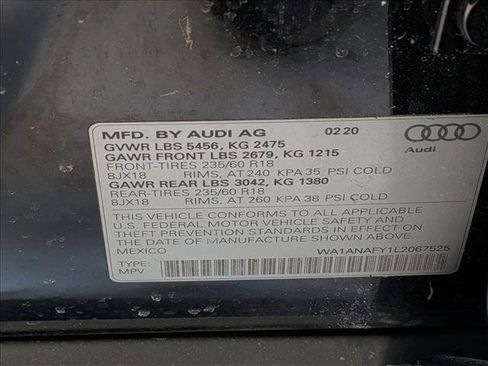 MFD. BY AUDI AG 0220
GVWR LBS 5456, KG 2475
GAWR FRONT LBS 2679, KG 1215
FRONT-TIRES 235/60 R18
8JX18 RIMS, AT 240 KPA 35 PSI COLD
GAWR REAR LBS 3042, KG 1380
REAR-TIRES 235/60 R18
8JX18 RIMS, AT 260 KPA 38 PSI COLD
Audi
THIS VEHICLE CONFORMS TO ALL APPLICABLE
U.S. FEDERAL MOTOR VEHICLE SAFETY AND
THEFT PREVENTION STANDARDS IN EFFECT ON
THE DATE OF MANUFACTURE SHOWN ABOVE.
MEXICO WA1ANAFY1L2067525
TYPE:
MPV